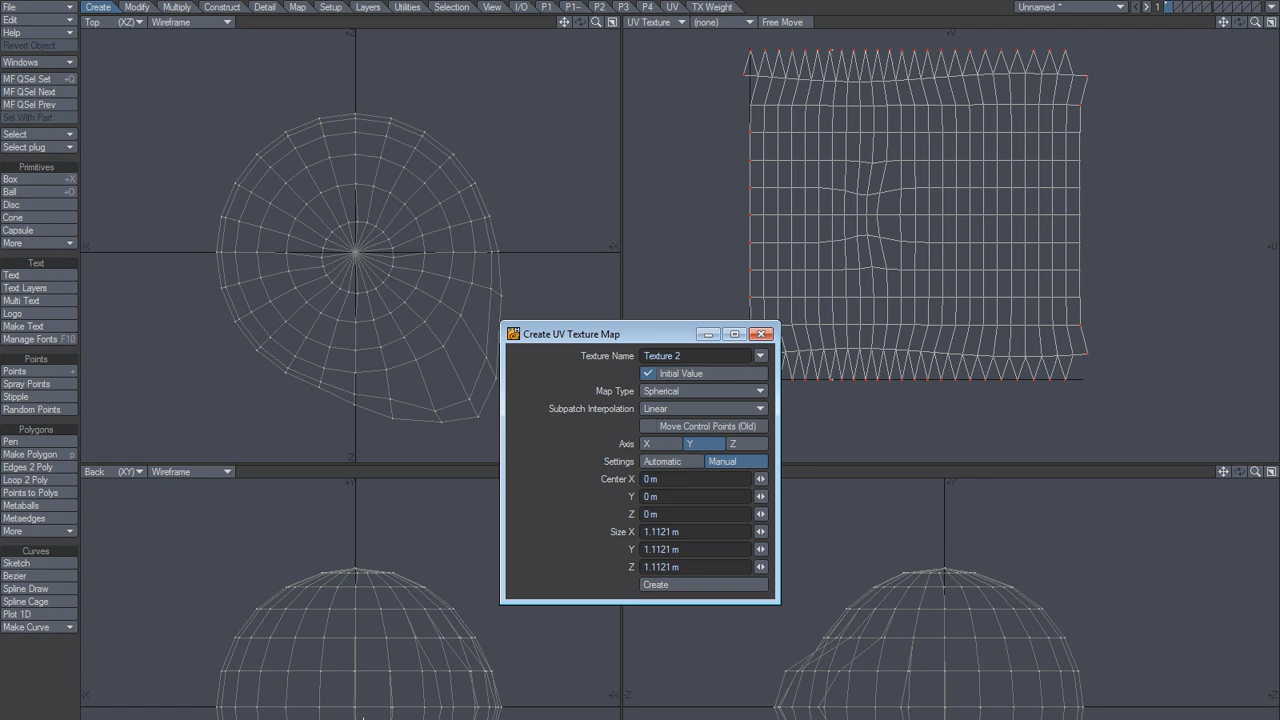 File Create Modify Multiply Construct Detail Map Setup Layers Utilities Selection View I/O P1 P1-- P2 P3 P4 UV TX Weight Unnamed * 1
Edit
Help
Revert Object
Windows
MF QSel Set +Q
MF QSel Next
MF QSel Prev
Sel With Part
Select
Select plug
Primitives
Box +X
Ball +O
Disc
Cone
Capsule
More
Text
Text
Text Layers
Multi Text
Logo
Make Text
Manage Fonts F10
Points
Points +
Spray Points
Stipple
Random Points
Polygons
Pen
Make Polygon p
Edges 2 Poly
Loop 2 Poly
Points to Polys
Metaballs
Metaedges
More
Curves
Sketch
Bezier
Spline Draw
Spline Cage
Plot 1D
Make Curve
Top (XZ) Wireframe
UV Texture (none) Free Move
Back (XY) Wireframe
Create UV Texture Map
Texture Name Texture 2
Initial Value
Map Type Spherical
Subpatch Interpolation Linear
Move Control Points (Old)
Axis X Y Z
Settings Automatic Manual
Center X 0 m
Y 0 m
Z 0 m
Size X 1.1121 m
Y 1.1121 m
Z 1.1121 m
Create